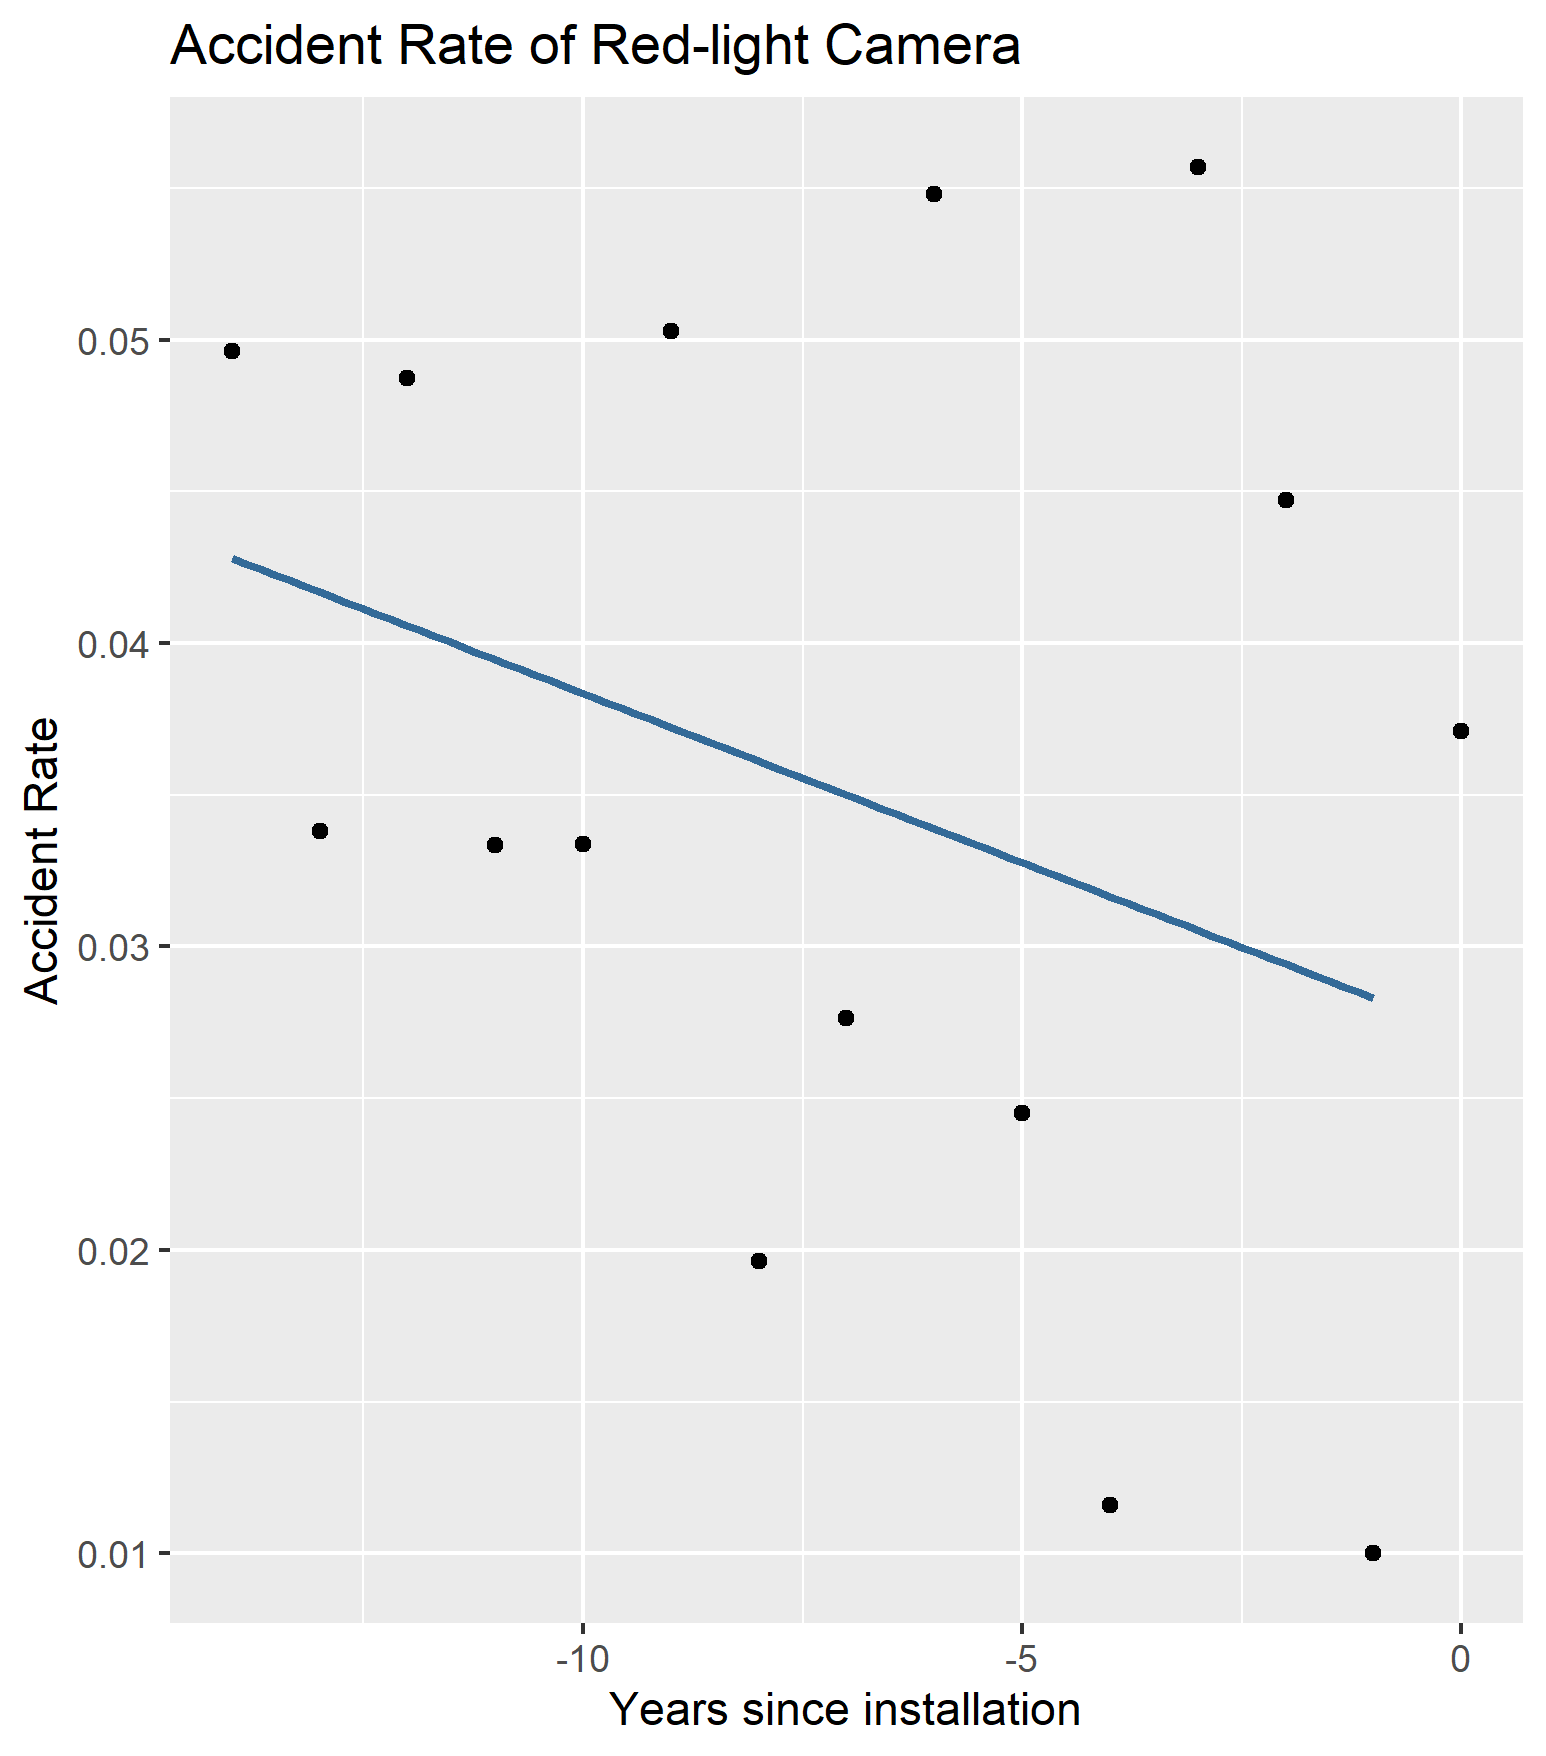 Accident Rate of Red-light Camera
Accident Rate
0.05
0.04
0.03
0.02
0.01
-10
-5
0
Years since installation